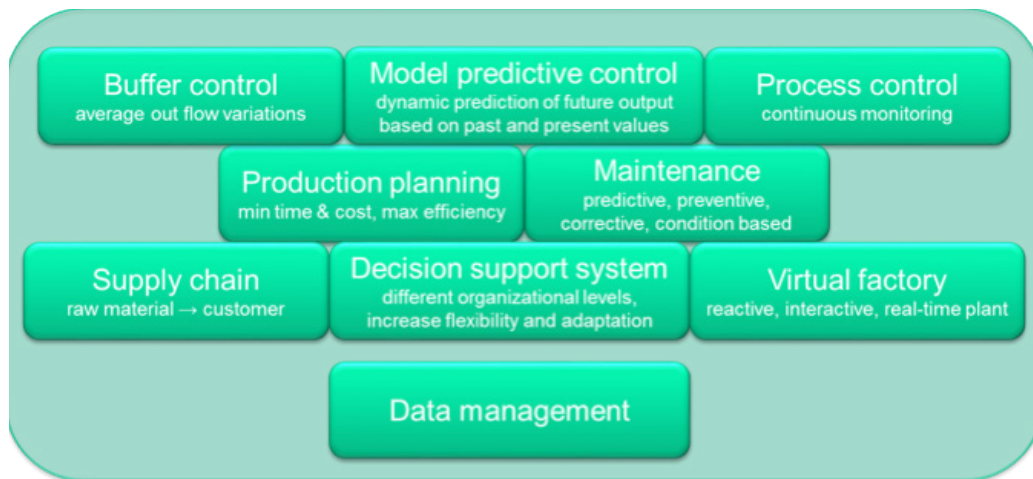 Buffer control
average out flow variations
Model predictive control
dynamic prediction of future output
based on past and present values
Process control
continuous monitoring
Production planning
min time & cost, max efficiency
Maintenance
predictive, preventive,
corrective, condition based
Supply chain
raw material → customer
Decision support system
different organizational levels,
increase flexibility and adaptation
Virtual factory
reactive, interactive, real-time plant
Data management